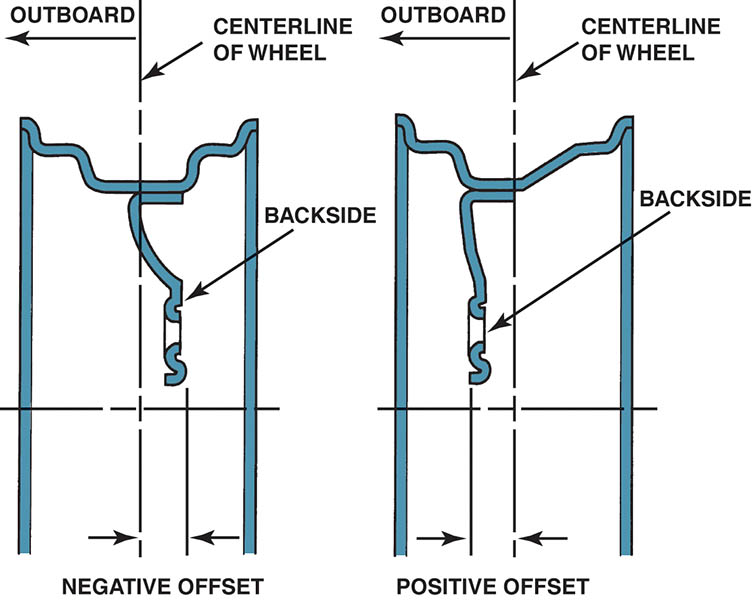 OUTBOARD
CENTERLINE
OF WHEEL
BACKSIDE
NEGATIVE OFFSET
OUTBOARD
CENTERLINE
OF WHEEL
BACKSIDE
POSITIVE OFFSET